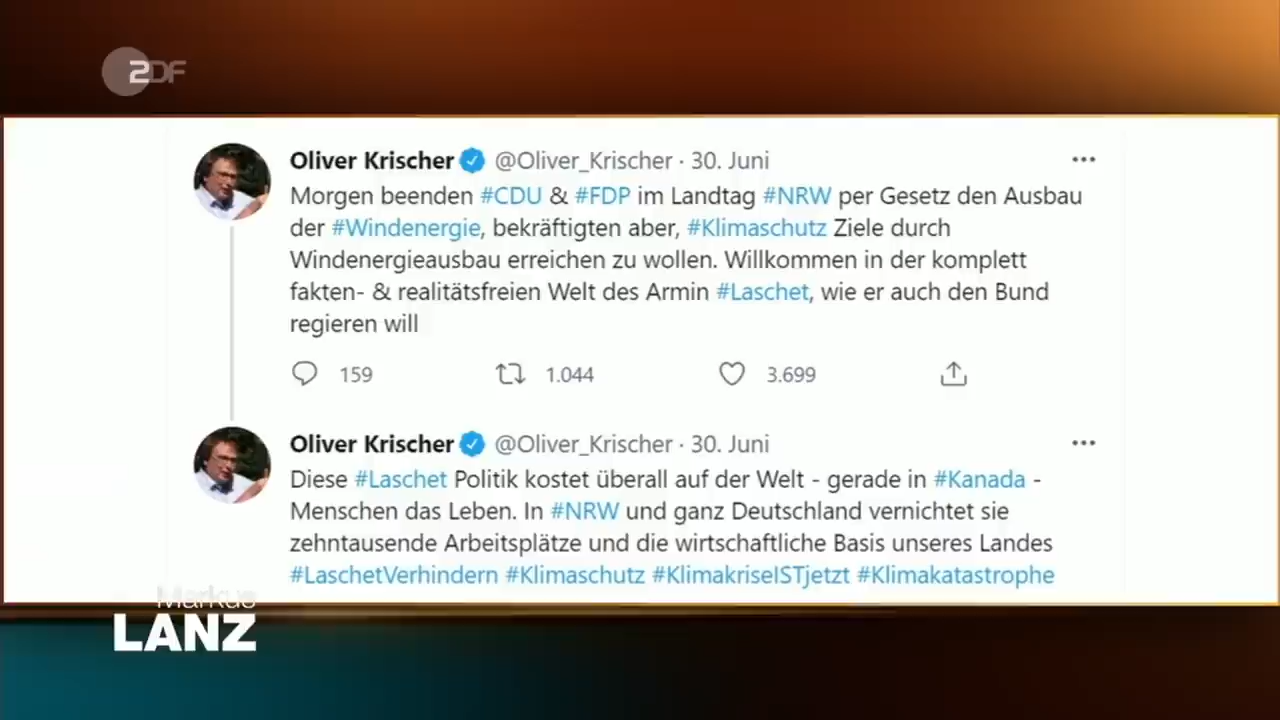 ZDF
Oliver Krischer @Oliver_Krischer · 30. Juni
Morgen beenden #CDU & #FDP im Landtag #NRW per Gesetz den Ausbau
der #Windenergie, bekräftigten aber, #Klimaschutz Ziele durch
Windenergieausbau erreichen zu wollen. Willkommen in der komplett
fakten- & realitätsfreien Welt des Armin #Laschet, wie er auch den Bund
regieren will
159 1.044 3.699
Oliver Krischer @Oliver_Krischer · 30. Juni
Diese #Laschet Politik kostet überall auf der Welt - gerade in #Kanada -
Menschen das Leben. In #NRW und ganz Deutschland vernichtet sie
zehntausende Arbeitsplätze und die wirtschaftliche Basis unseres Landes
#LaschetVerhindern #Klimaschutz #KlimakriseISTjetzt #Klimakatastrophe
Markus
LANZ